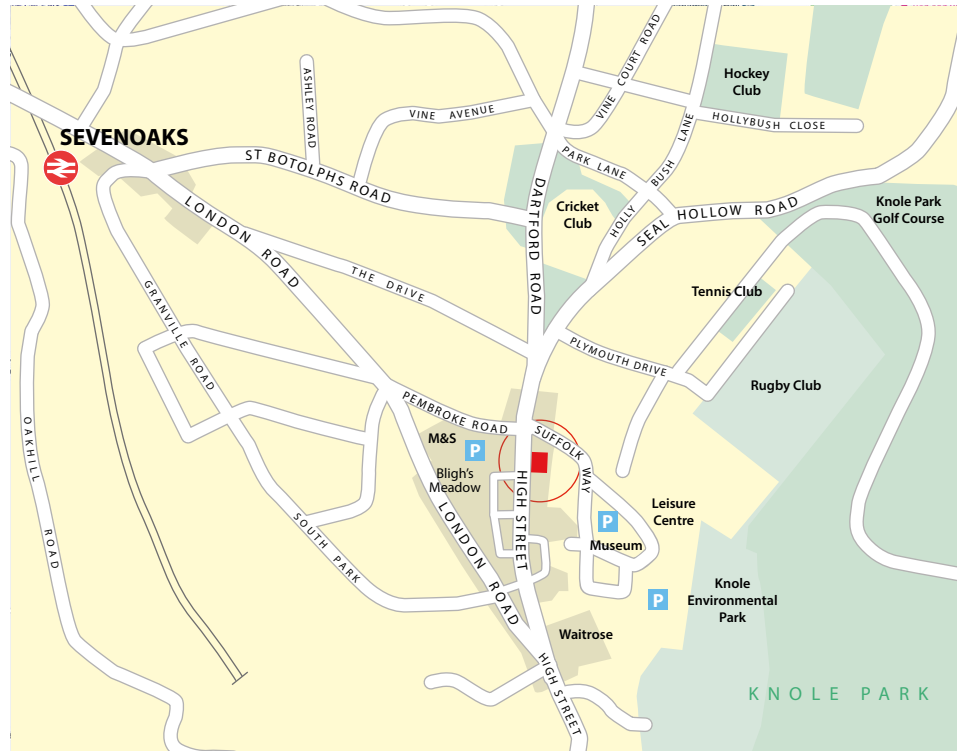 ASHLEY ROAD
VINE AVENUE
VINE COURT ROAD
Hockey
Club
HOLLYBUSH CLOSE
SEVENOAKS
ST BOTOLPHS ROAD
PARK LANE
HOLLY BUSH LANE
DARTFORD ROAD
Cricket
Club
SEAL HOLLOW ROAD
Knole Park
Golf Course
LONDON ROAD
THE DRIVE
GRANVILLE ROAD
Tennis Club
PLYMOUTH DRIVE
Rugby Club
PEMBROKE ROAD
SUFFOLK WAY
M&S
P
Bligh's
Meadow
HIGH STREET
OAKHILL ROAD
SOUTH PARK
LONDON ROAD
Leisure
Centre
P
Museum
Knole
Environmental
Park
P
Waitrose
HIGH STREET
KNOLE PARK